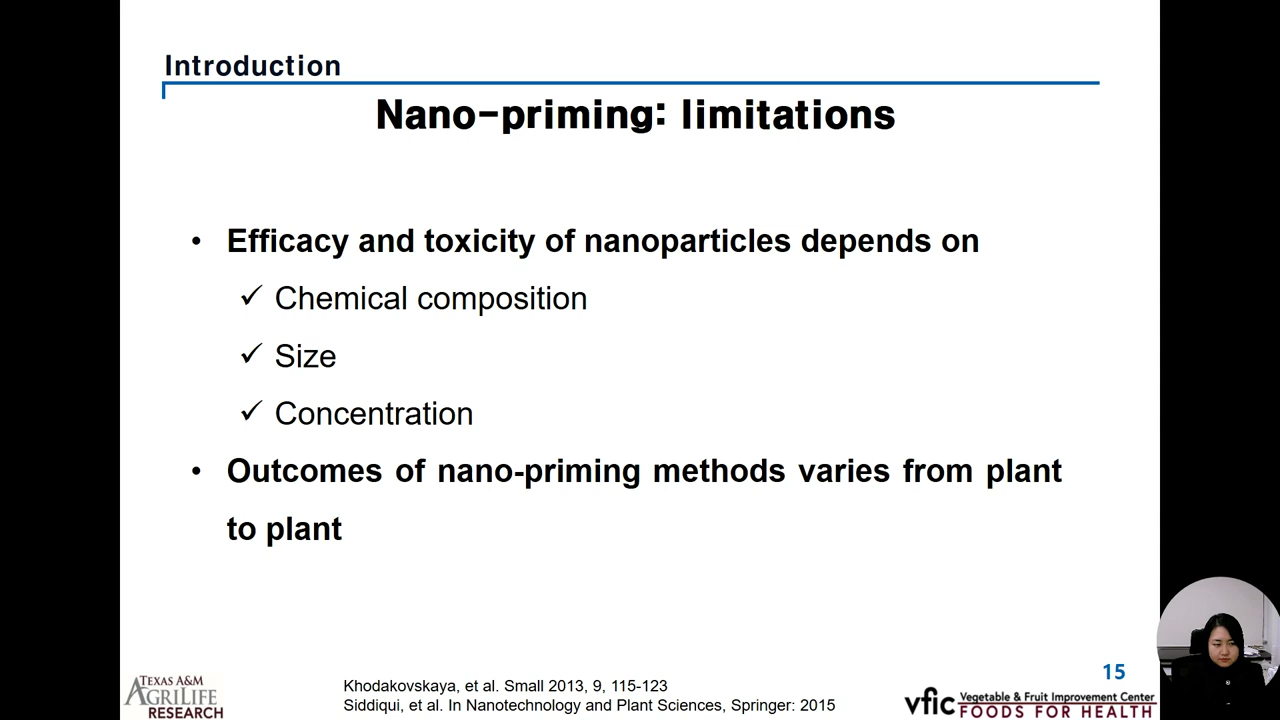 Introduction
Nano-priming: limitations
• Efficacy and toxicity of nanoparticles depends on
✓ Chemical composition
✓ Size
✓ Concentration
• Outcomes of nano-priming methods varies from plant
to plant
15
TEXAS A&M
AGRILIFE
RESEARCH
Khodakovskaya, et al. Small 2013, 9, 115-123
Siddiqui, et al. In Nanotechnology and Plant Sciences, Springer: 2015
vfic Vegetable & Fruit Improvement Center
FOODS FOR HEALTH